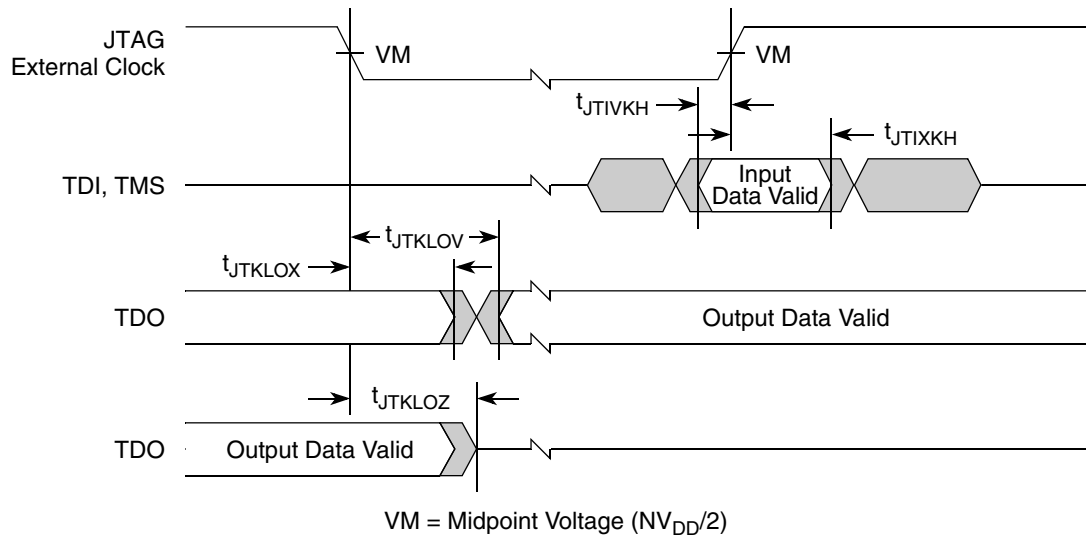 JTAG
External Clock
VM
VM
tJTIVKH
tJTIXKH
TDI, TMS
Input
Data Valid
tJTKLOV
tJTKLOX
TDO
Output Data Valid
tJTKLOZ
TDO
Output Data Valid
VM = Midpoint Voltage (NVDD/2)